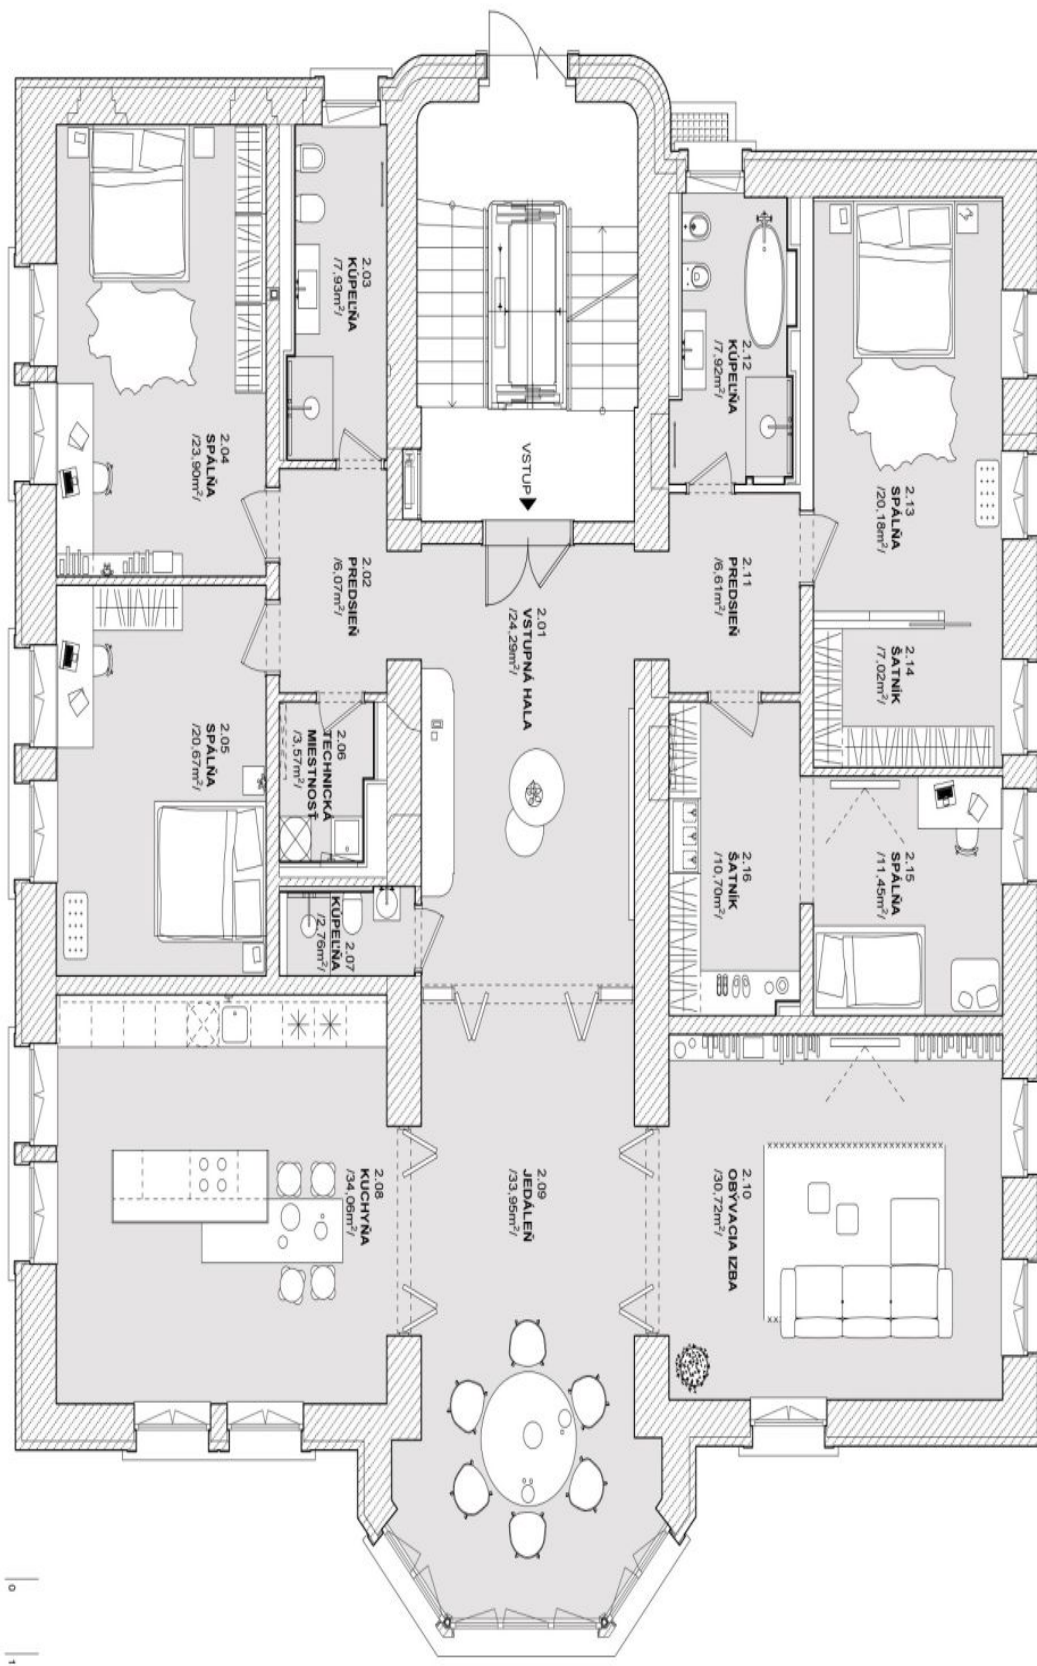 VSTUP
2.01
VSTUPNÁ HALA
/24,29m²/
2.02
PREDSIEŇ
/6,07m²/
2.03
KÚPEĽŇA
/7,93m²/
2.04
SPÁLŇA
/23,90m²/
2.05
SPÁLŇA
/20,67m²/
2.06
TECHNICKÁ
MIESTNOSŤ
/3,57m²/
2.07
KÚPEĽŇA
/2,76m²/
2.08
KUCHYŇA
/34,06m²/
2.09
JEDÁLEŇ
/33,95m²/
2.10
OBÝVACIA IZBA
/30,72m²/
2.11
PREDSIEŇ
/6,61m²/
2.12
KÚPEĽŇA
/7,92m²/
2.13
SPÁLŇA
/20,18m²/
2.14
ŠATNÍK
/7,02m²/
2.15
SPÁLŇA
/11,45m²/
2.16
ŠATNÍK
/10,70m²/
0
1